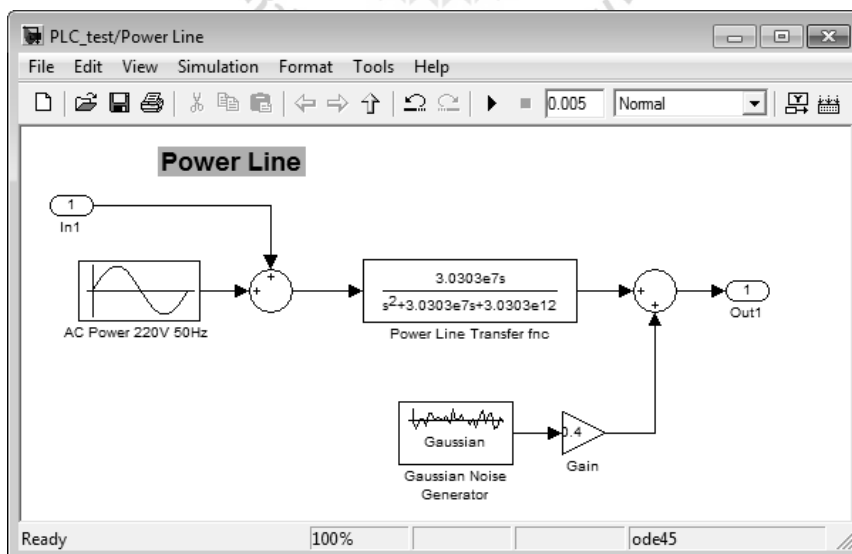 PLC_test/Power Line
File Edit View Simulation Format Tools Help
0.005 Normal
Power Line
1
In1
AC Power 220V 50Hz
+
+
3.0303e7s
s²+3.0303e7s+3.0303e12
Power Line Transfer fnc
+
+
1
Out1
Gaussian
Gaussian Noise
Generator
0.4
Gain
Ready 100% ode45